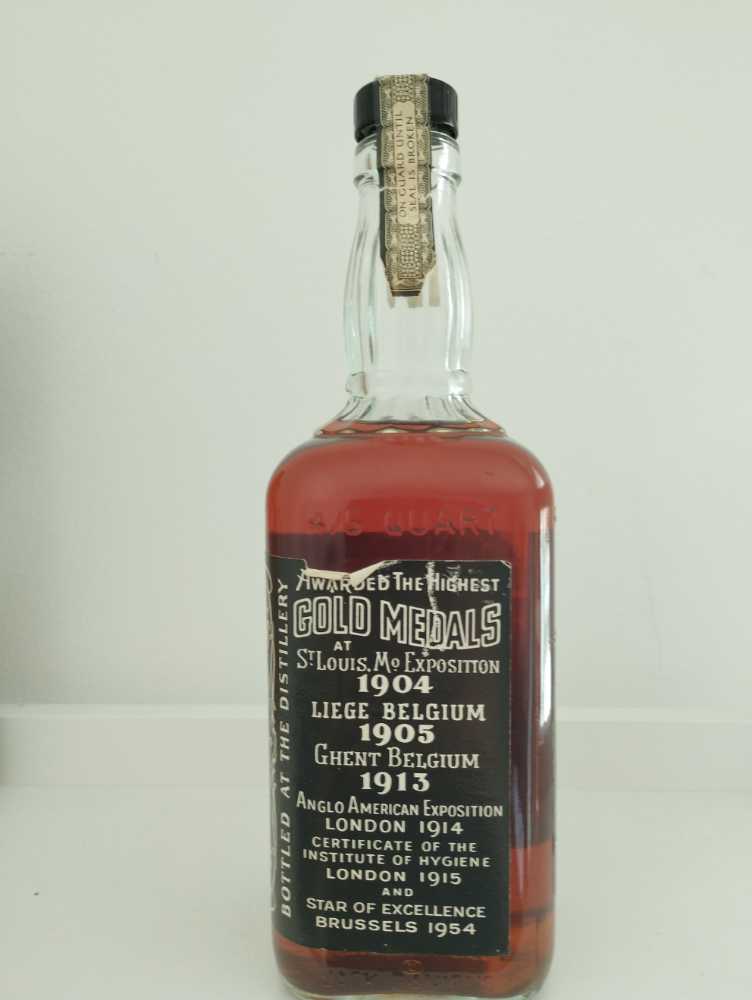 ON GUARD UNTIL
SEAL IS BROKEN
4/5 QUART
BOTTLED AT THE DISTILLERY
AWARDED THE HIGHEST
GOLD MEDALS
AT
ST LOUIS, MO EXPOSITION
1904
LIEGE BELGIUM
1905
GHENT BELGIUM
1913
ANGLO AMERICAN EXPOSITION
LONDON 1914
CERTIFICATE OF THE
INSTITUTE OF HYGIENE
LONDON 1915
AND
STAR OF EXCELLENCE
BRUSSELS 1954